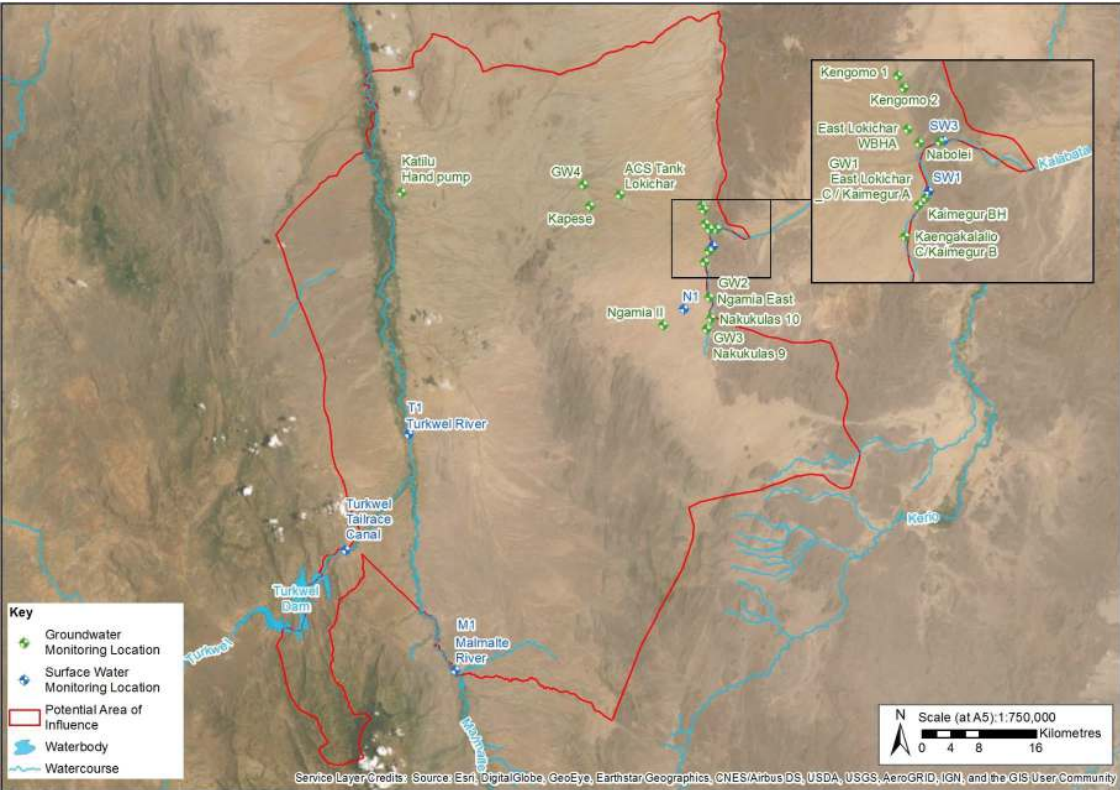 Kengomo 1
Kengomo 2
East Lokichar
WBHA
SW3
Nabolei
Kalabata
GW1
East Lokichar
_C / Kaimegur A
SW1
Kaimegur BH
Kaengakalalio
C/Kaimegur B
Katilu
Hand pump
GW4
ACS Tank
Lokichar
Kapese
GW2
Ngamia East
N1
Ngamia II
Nakukulas 10
GW3
Nakukulas 9
T1
Turkwel River
Turkwel
Tailrace
Canal
Turkwel
Dam
Kerio
Turkwel
M1
Malmalte
River
Malmalte
Key
Groundwater
Monitoring Location
Surface Water
Monitoring Location
Potential Area of
Influence
Waterbody
Watercourse
N
Scale (at A5):1:750,000
Kilometres
0 4 8 16
Service Layer Credits: Source: Esri, DigitalGlobe, GeoEye, Earthstar Geographics, CNES/Airbus DS, USDA, USGS, AeroGRID, IGN, and the GIS User Community